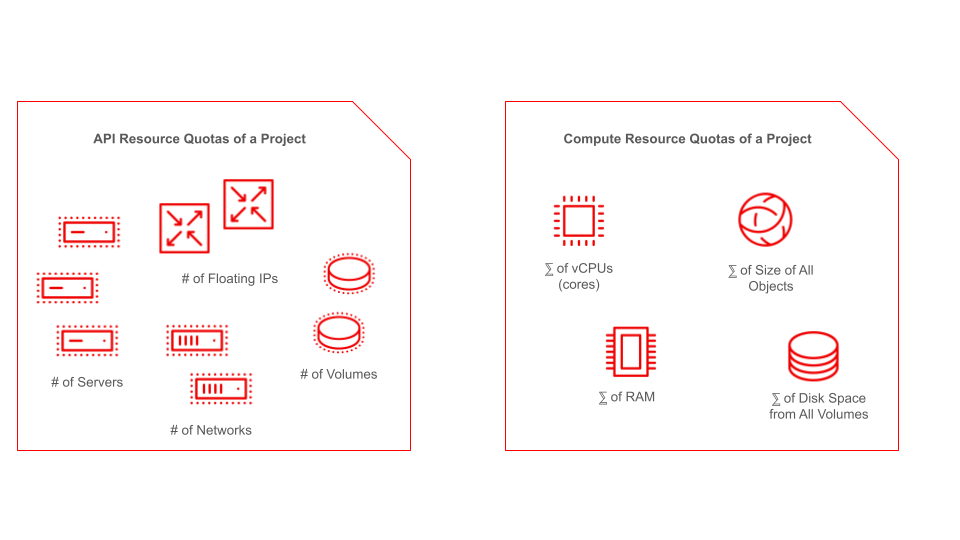 API Resource Quotas of a Project
# of Floating IPs
# of Servers
# of Volumes
# of Networks
Compute Resource Quotas of a Project
⅀ of vCPUs
(cores)
⅀ of Size of All
Objects
⅀ of RAM
⅀ of Disk Space
from All Volumes